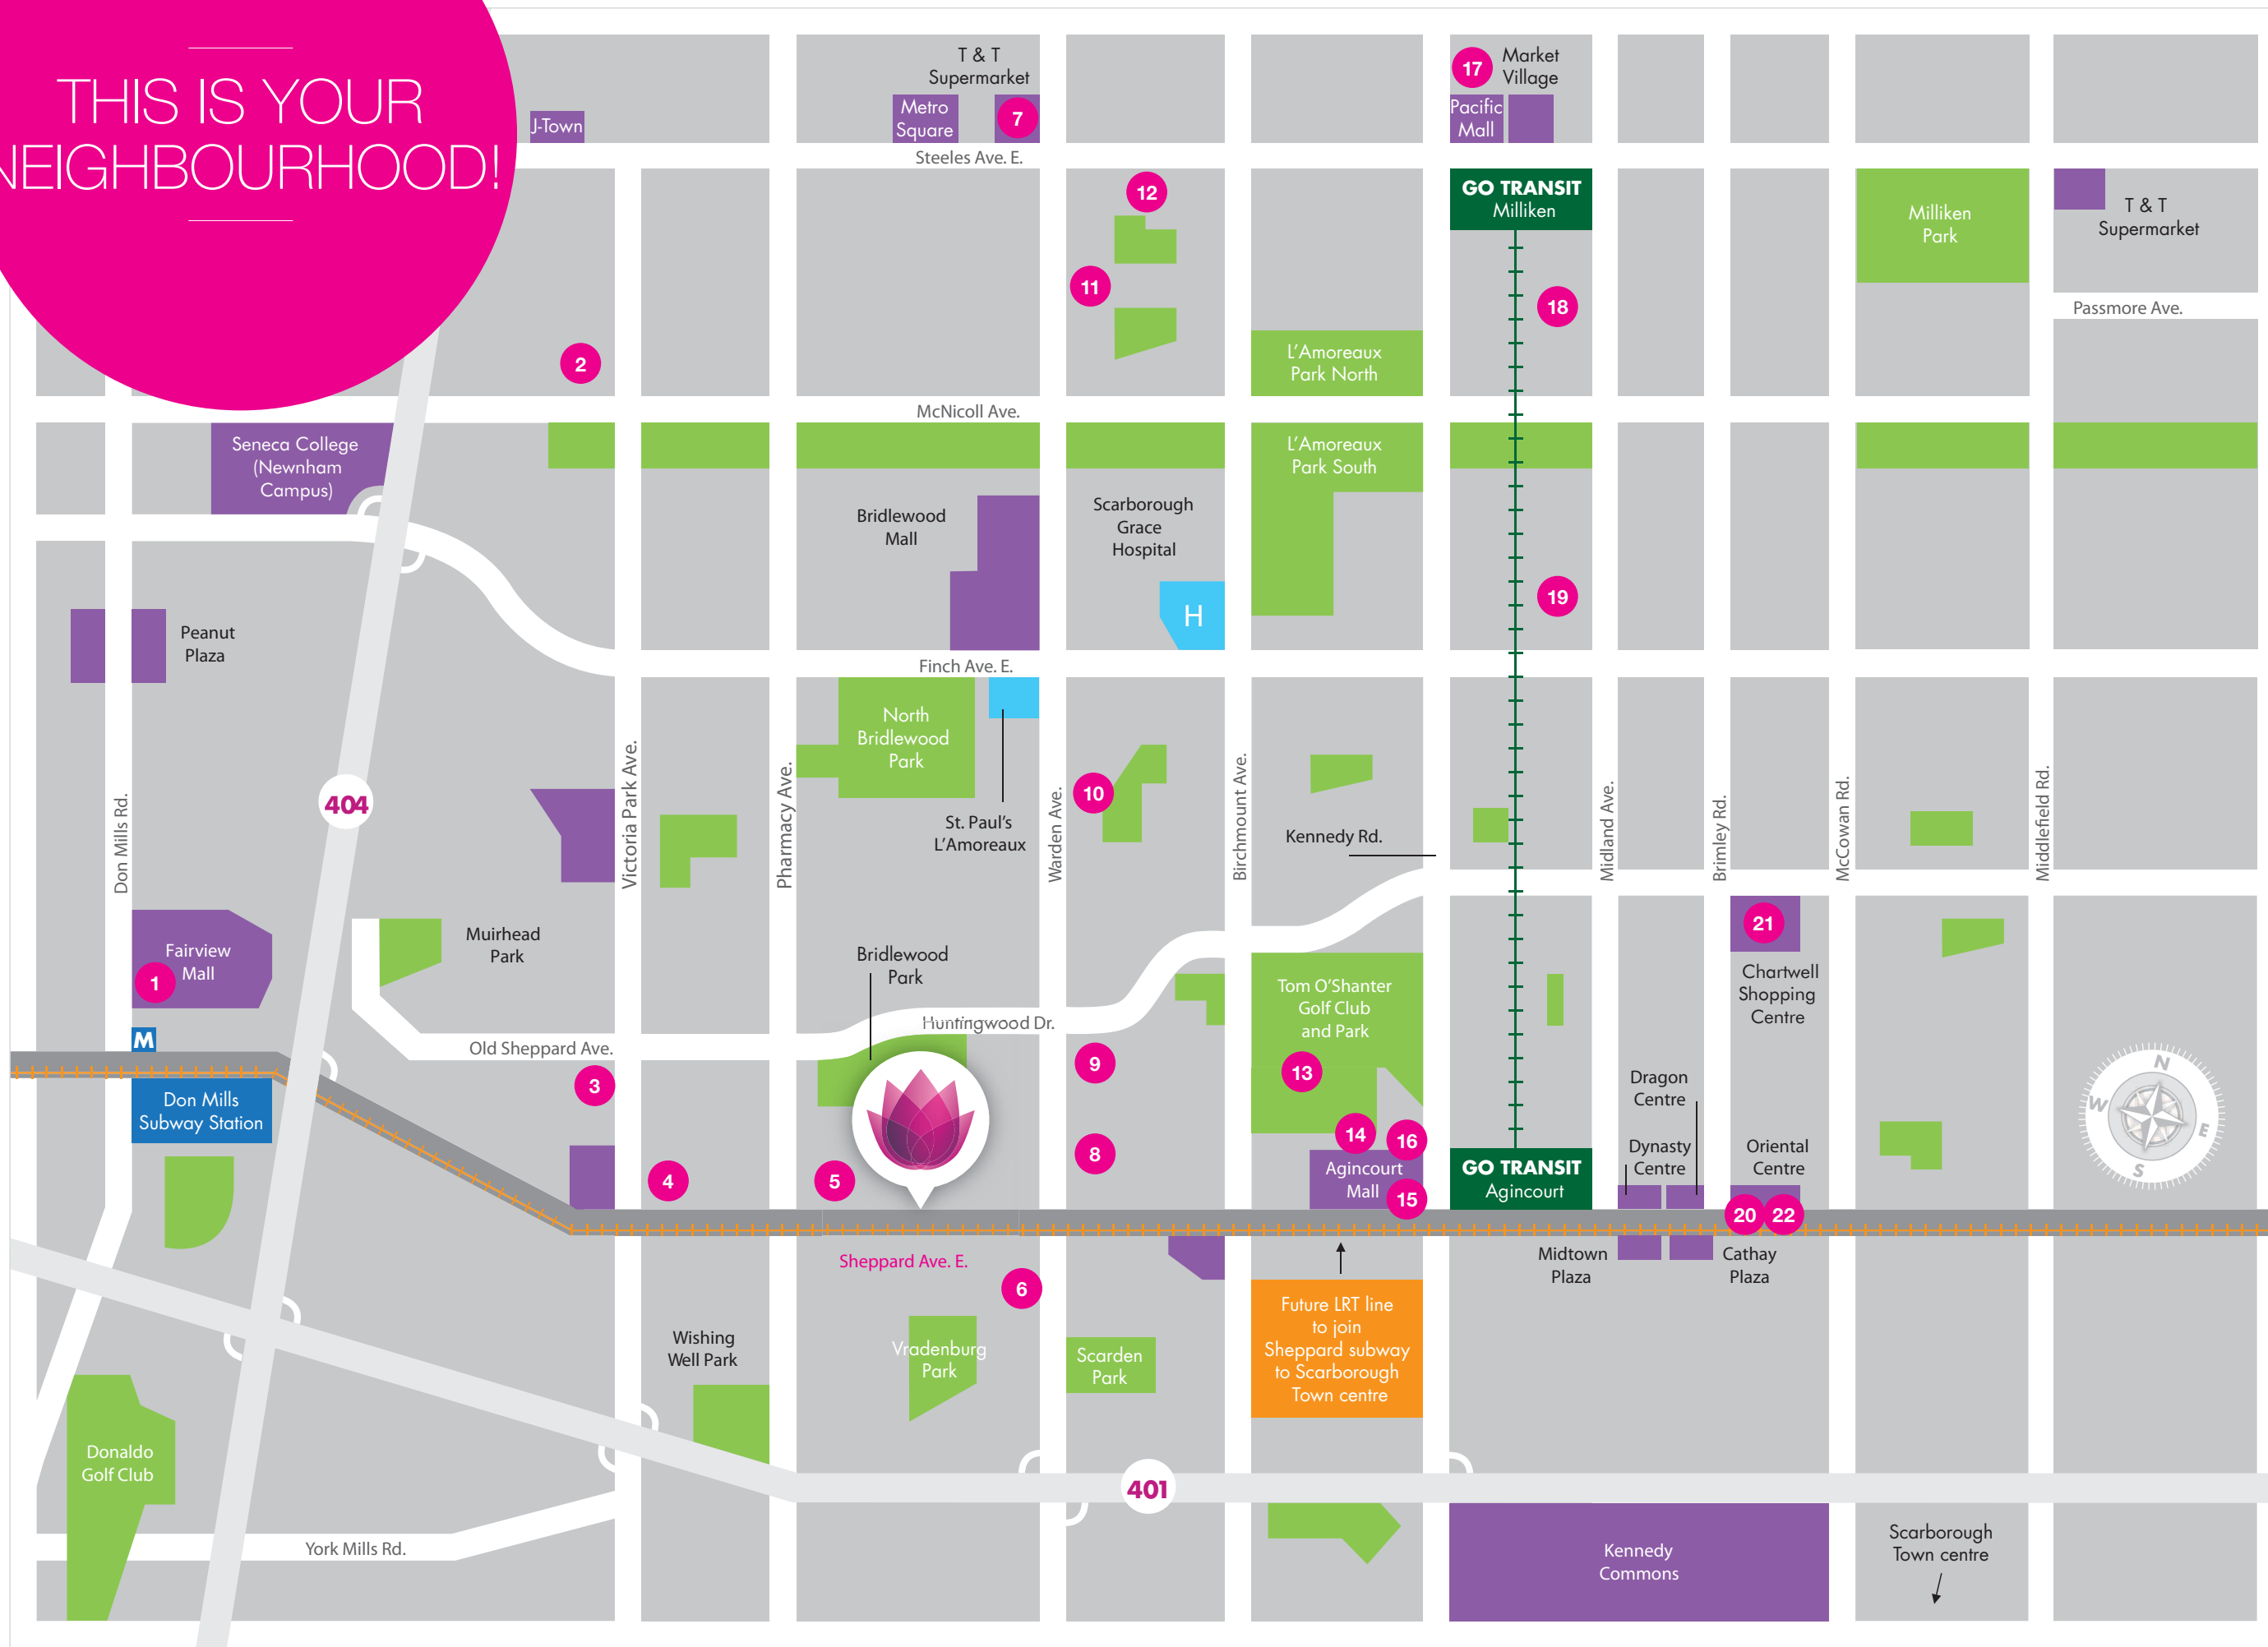 THIS IS YOUR
NEIGHBOURHOOD!
J-Town
T & T
Supermarket
Metro
Square
7
17
Market
Village
Pacific
Mall
Steeles Ave. E.
12
GO TRANSIT
Milliken
Milliken
Park
T & T
Supermarket
11
18
Passmore Ave.
2
L'Amoreaux
Park North
McNicoll Ave.
Seneca College
(Newnham
Campus)
L'Amoreaux
Park South
Bridlewood
Mall
Scarborough
Grace
Hospital
H
19
Peanut
Plaza
Finch Ave. E.
North
Bridlewood
Park
St. Paul's
L'Amoreaux
10
Kennedy Rd.
404
Don Mills Rd.
Victoria Park Ave.
Pharmacy Ave.
Warden Ave.
Birchmount Ave.
Midland Ave.
Brimley Rd.
McCowan Rd.
Middlefield Rd.
Fairview
Mall
1
Muirhead
Park
Bridlewood
Park
21
Chartwell
Shopping
Centre
Tom O'Shanter
Golf Club
and Park
Huntingwood Dr.
Old Sheppard Ave.
M
Don Mills
Subway Station
3
9
13
Dragon
Centre
N
W
E
S
4
5
8
14
16
Agincourt
Mall
15
GO TRANSIT
Agincourt
Dynasty
Centre
Oriental
Centre
20
22
Sheppard Ave. E.
6
Midtown
Plaza
Cathay
Plaza
Future LRT line
to join
Sheppard subway
to Scarborough
Town centre
Wishing
Well Park
Vradenburg
Park
Scarden
Park
Donaldo
Golf Club
401
York Mills Rd.
Kennedy
Commons
Scarborough
Town centre